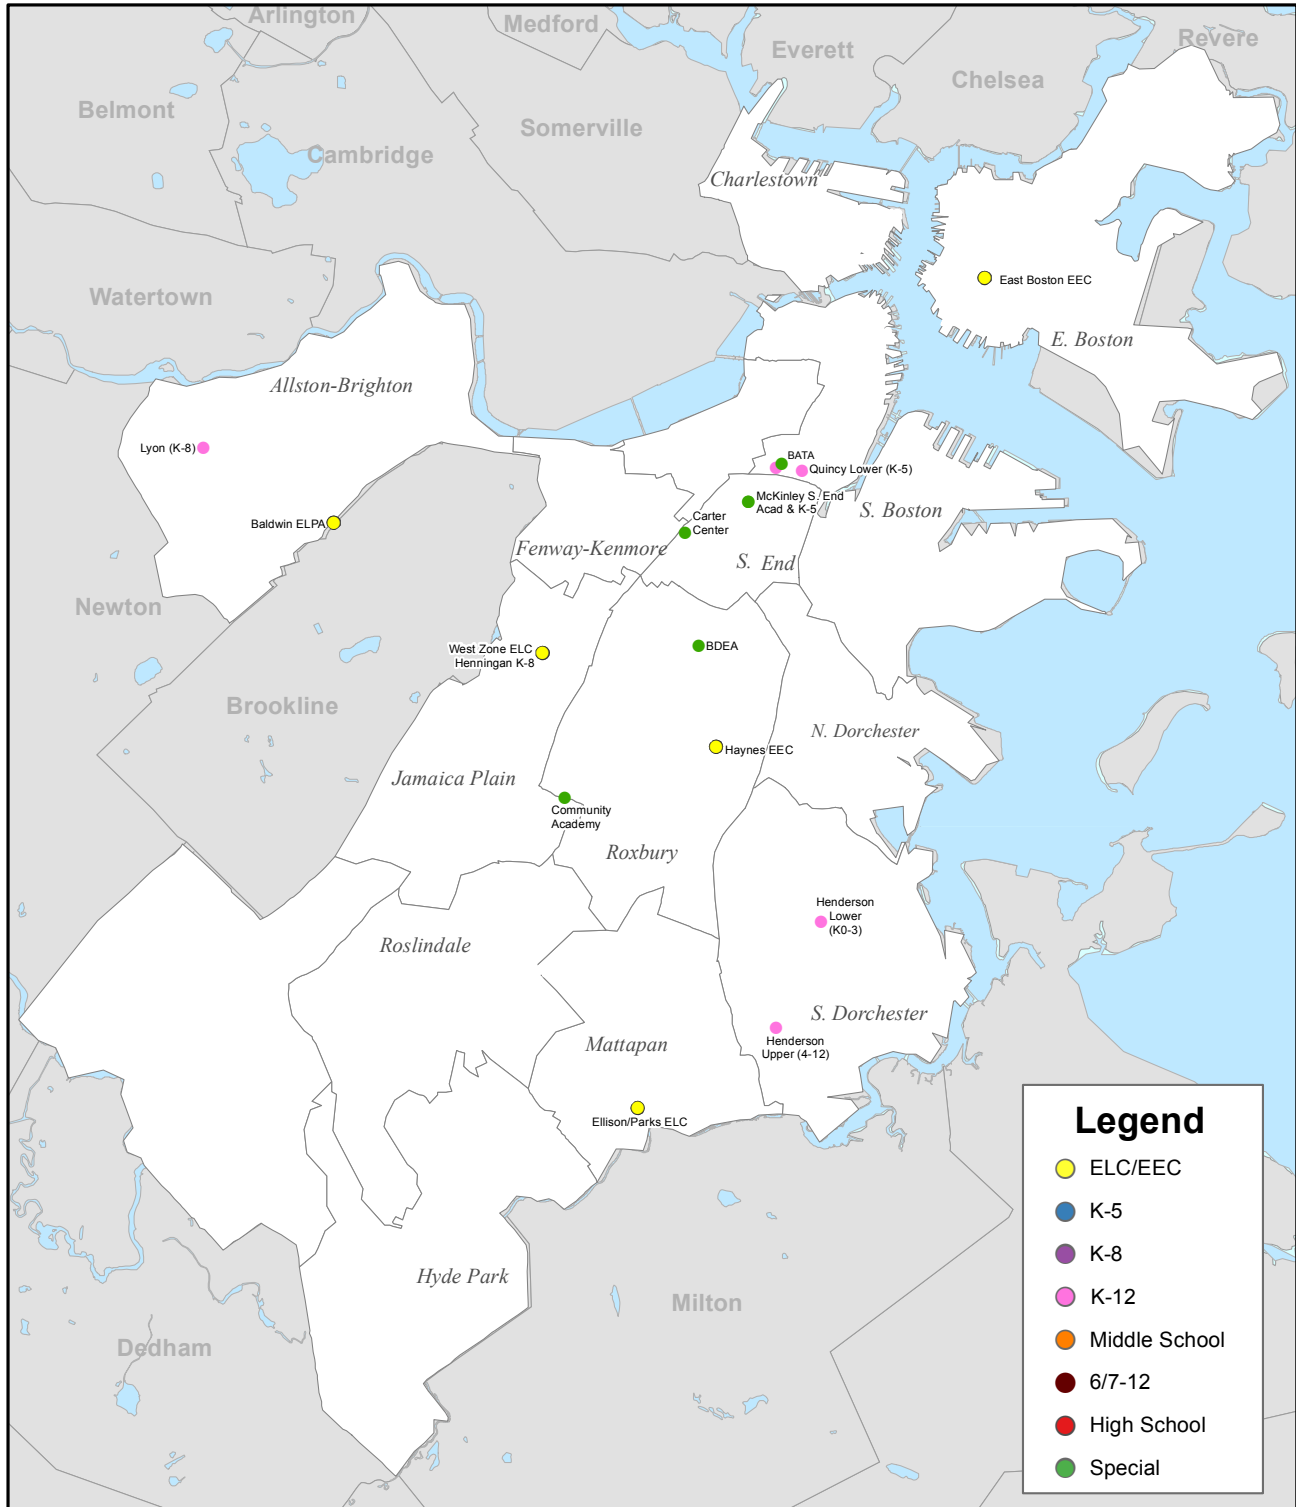 Arlington
Medford
Everett
Revere
Chelsea
Belmont
Somerville
Cambridge
Charlestown
Watertown
East Boston EEC
E. Boston
Allston-Brighton
Lyon (K-8)
BATA
Quincy Lower (K-5)
McKinley S. End
Acad & K-5
S. Boston
Baldwin ELPA
Carter
Center
Fenway-Kenmore
S. End
Newton
West Zone ELC
Henningan K-8
BDEA
Brookline
N. Dorchester
Haynes EEC
Jamaica Plain
Community
Academy
Roxbury
Henderson
Lower
(K0-3)
Roslindale
S. Dorchester
Henderson
Upper (4-12)
Mattapan
Ellison/Parks ELC
Hyde Park
Milton
Dedham
Legend
ELC/EEC
K-5
K-8
K-12
Middle School
6/7-12
High School
Special